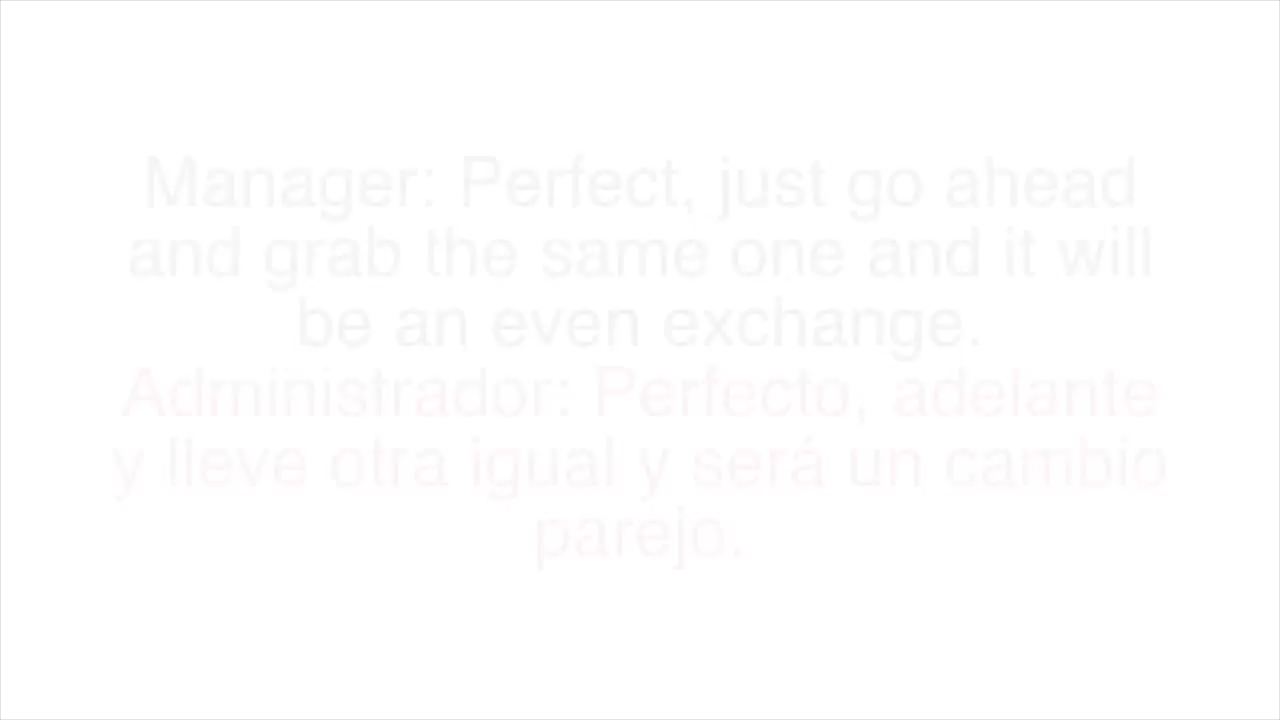 Manager: Perfect, just go ahead
and grab the same one and it will
be an even exchange.
Administrador: Perfecto, adelante
y lleve otra igual y será un cambio
parejo.